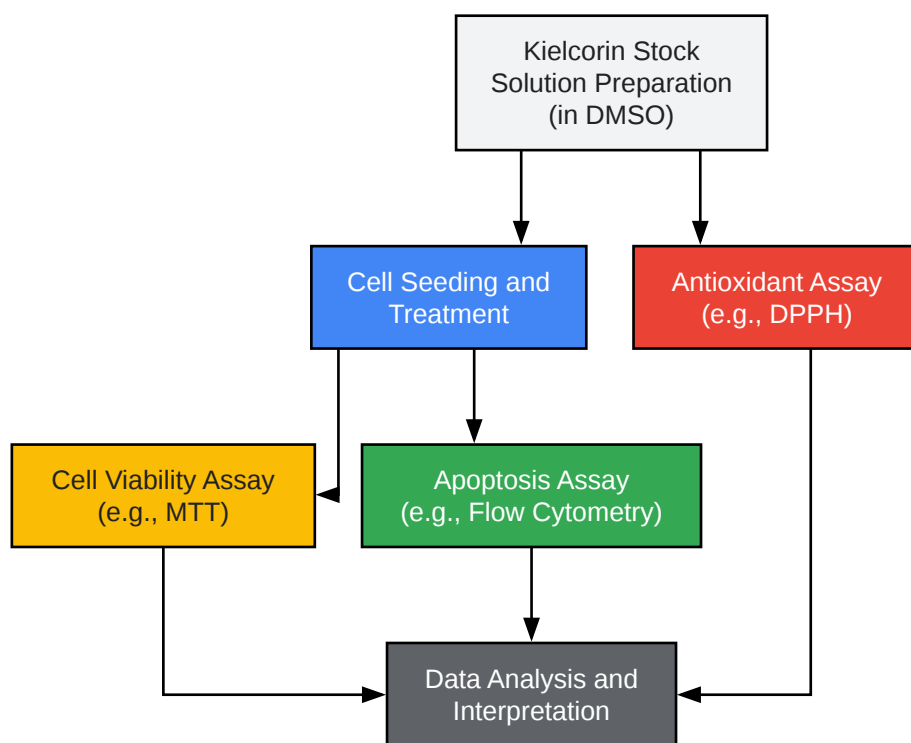 Kielcorin Stock
Solution Preparation
(in DMSO)
Cell Seeding and
Treatment
Antioxidant Assay
(e.g., DPPH)
Cell Viability Assay
(e.g., MTT)
Apoptosis Assay
(e.g., Flow Cytometry)
Data Analysis and
Interpretation